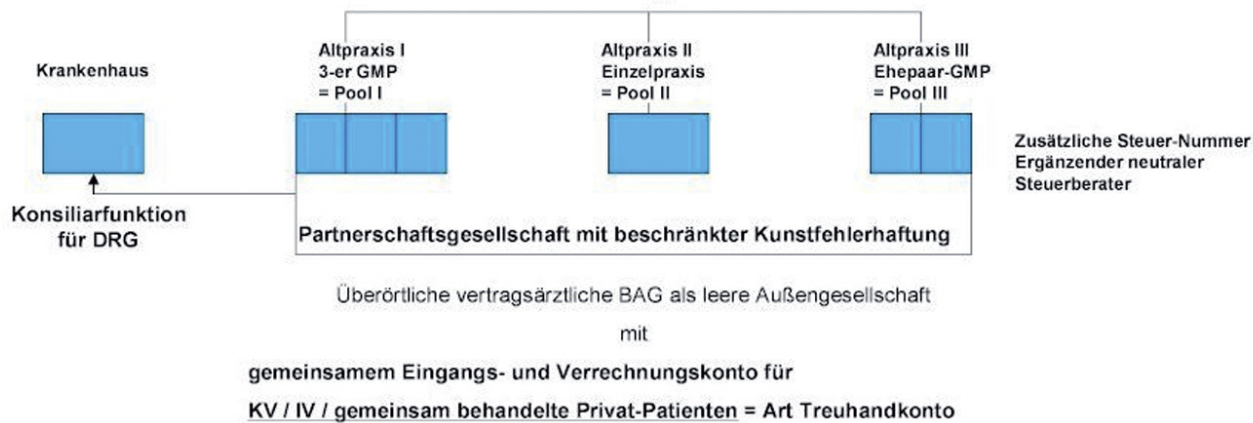 Krankenhaus
Altpraxis I
3-er GMP
= Pool I
Altpraxis II
Einzelpraxis
= Pool II
Altpraxis III
Ehepaar-GMP
= Pool III
Zusätzliche Steuer-Nummer
Ergänzender neutraler
Steuerberater
Konsiliarfunktion
für DRG
Partnerschaftsgesellschaft mit beschränkter Kunstfehlerhaftung
Überörtliche vertragsärztliche BAG als leere Außengesellschaft
mit
gemeinsamem Eingangs- und Verrechnungskonto für
KV / IV / gemeinsam behandelte Privat-Patienten = Art Treuhandkonto